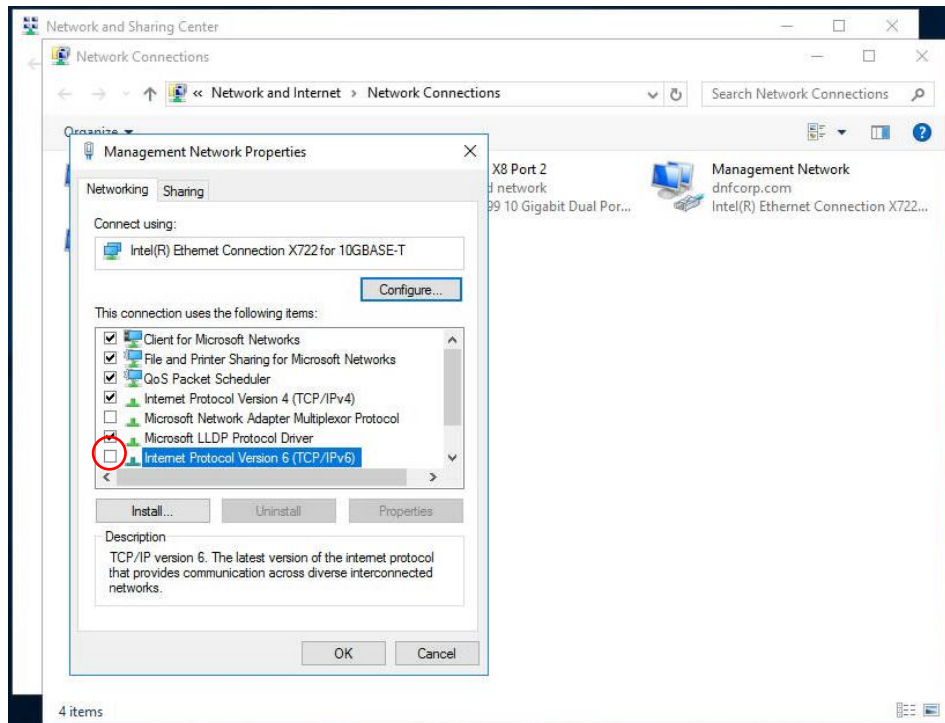 Network and Sharing Center
Network Connections
« Network and Internet > Network Connections
Search Network Connections
Organize
Management Network Properties
X8 Port 2
d network
99 10 Gigabit Dual Por...
Management Network
dnfcorp.com
Intel(R) Ethernet Connection X722...
Networking
Sharing
Connect using:
Intel(R) Ethernet Connection X722 for 10GBASE-T
Configure...
This connection uses the following items:
Client for Microsoft Networks
File and Printer Sharing for Microsoft Networks
QoS Packet Scheduler
Internet Protocol Version 4 (TCP/IPv4)
Microsoft Network Adapter Multiplexor Protocol
Microsoft LLDP Protocol Driver
Internet Protocol Version 6 (TCP/IPv6)
Install...
Uninstall
Properties
Description
TCP/IP version 6. The latest version of the internet protocol
that provides communication across diverse interconnected
networks.
OK
Cancel
4 items